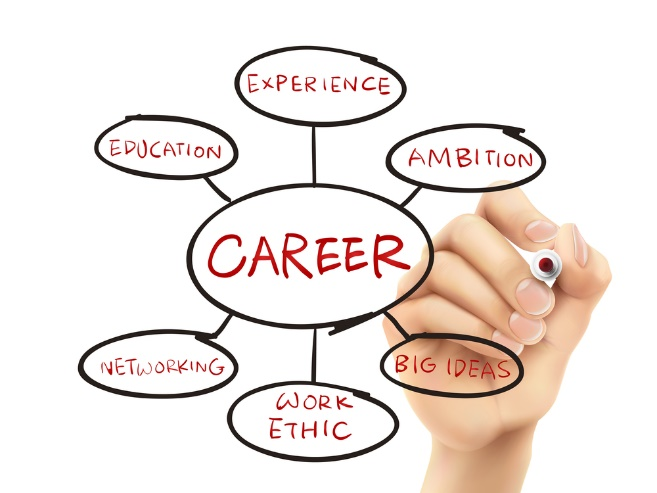 EXPERIENCE
EDUCATION
AMBITION
CAREER
NETWORKING
BIG IDEAS
WORK
ETHIC